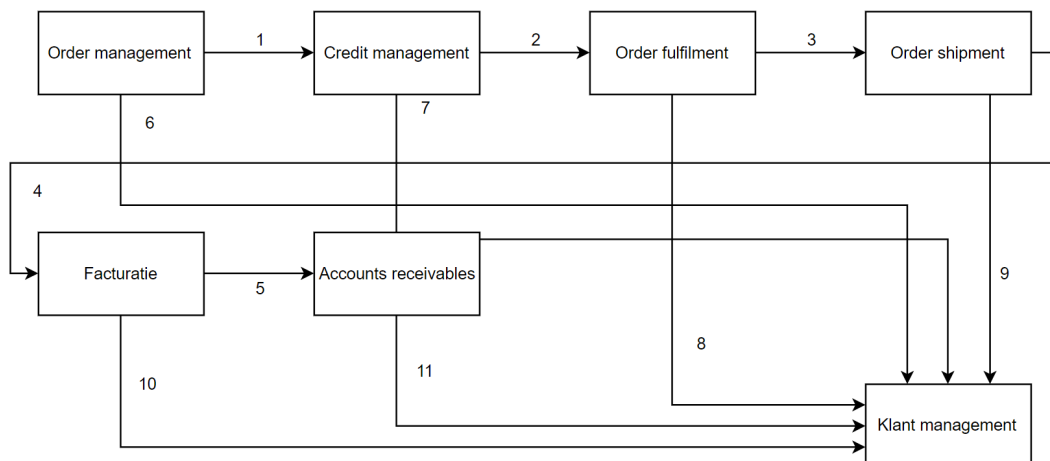 Order management
1
Credit management
2
Order fulfilment
3
Order shipment
6
7
4
Facturatie
5
Accounts receivables
9
8
10
11
Klant management